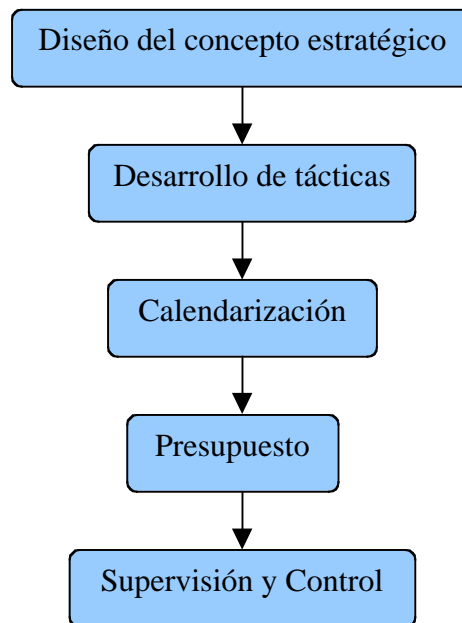 Diseño del concepto estratégico
Desarrollo de tácticas
Calendarización
Presupuesto
Supervisión y Control